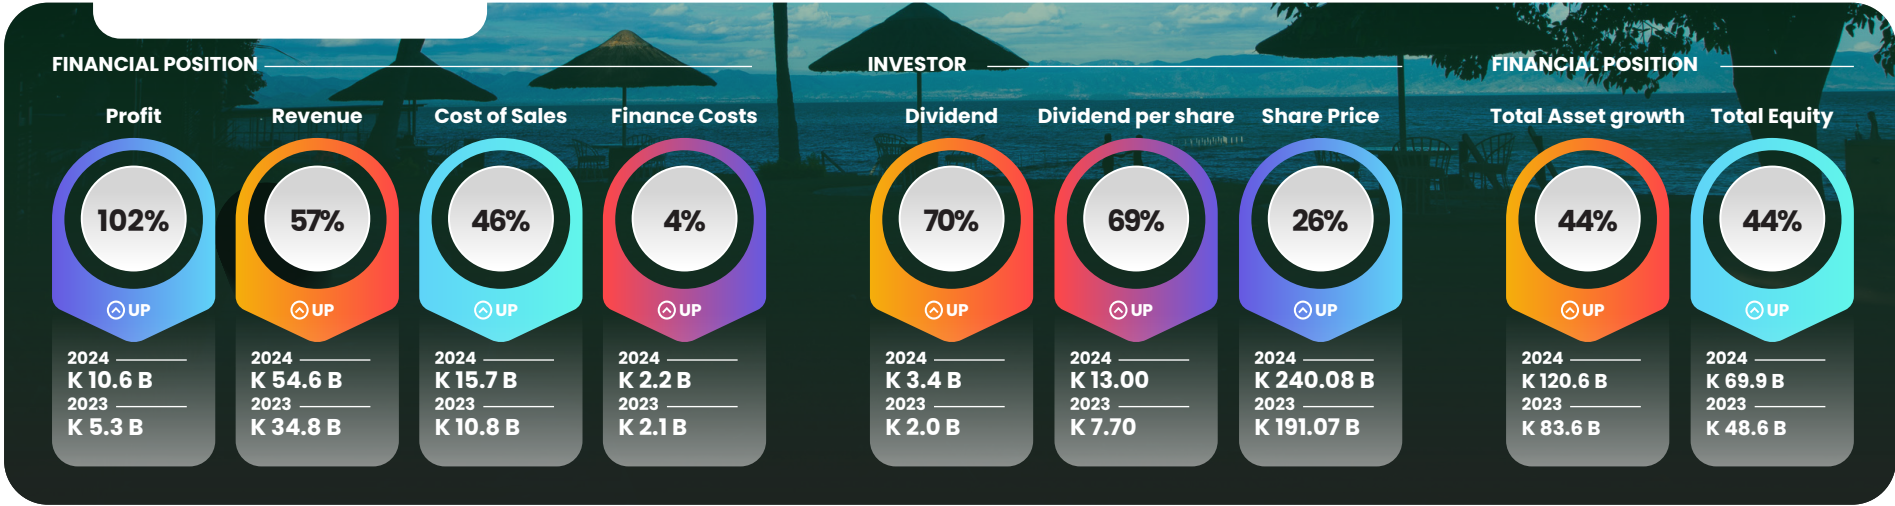 FINANCIAL POSITION
Profit
102%
UP
2024
K 10.6 B
2023
K 5.3 B
Revenue
57%
UP
2024
K 54.6 B
2023
K 34.8 B
Cost of Sales
46%
UP
2024
K 15.7 B
2023
K 10.8 B
Finance Costs
4%
UP
2024
K 2.2 B
2023
K 2.1 B
INVESTOR
Dividend
70%
UP
2024
K 3.4 B
2023
K 2.0 B
Dividend per share
69%
UP
2024
K 13.00
2023
K 7.70
Share Price
26%
UP
2024
K 240.08 B
2023
K 191.07 B
FINANCIAL POSITION
Total Asset growth
44%
UP
2024
K 120.6 B
2023
K 83.6 B
Total Equity
44%
UP
2024
K 69.9 B
2023
K 48.6 B